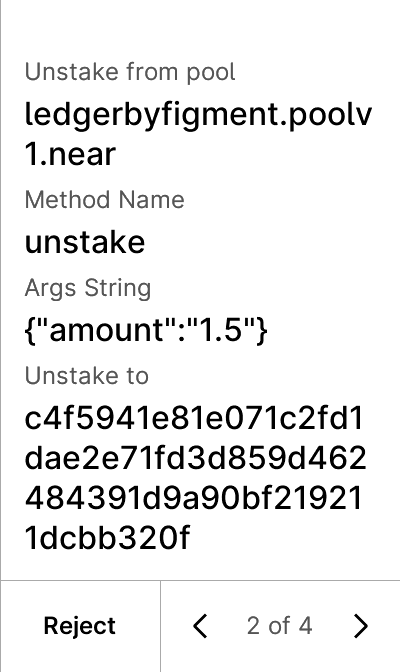 Unstake from pool
ledgerbyfigment.poolv
1.near
Method Name
unstake
Args String
{"amount":"1.5"}
Unstake to
c4f5941e81e071c2fd1
dae2e71fd3d859d462
484391d9a90bf21921
1dcbb320f
Reject
2 of 4